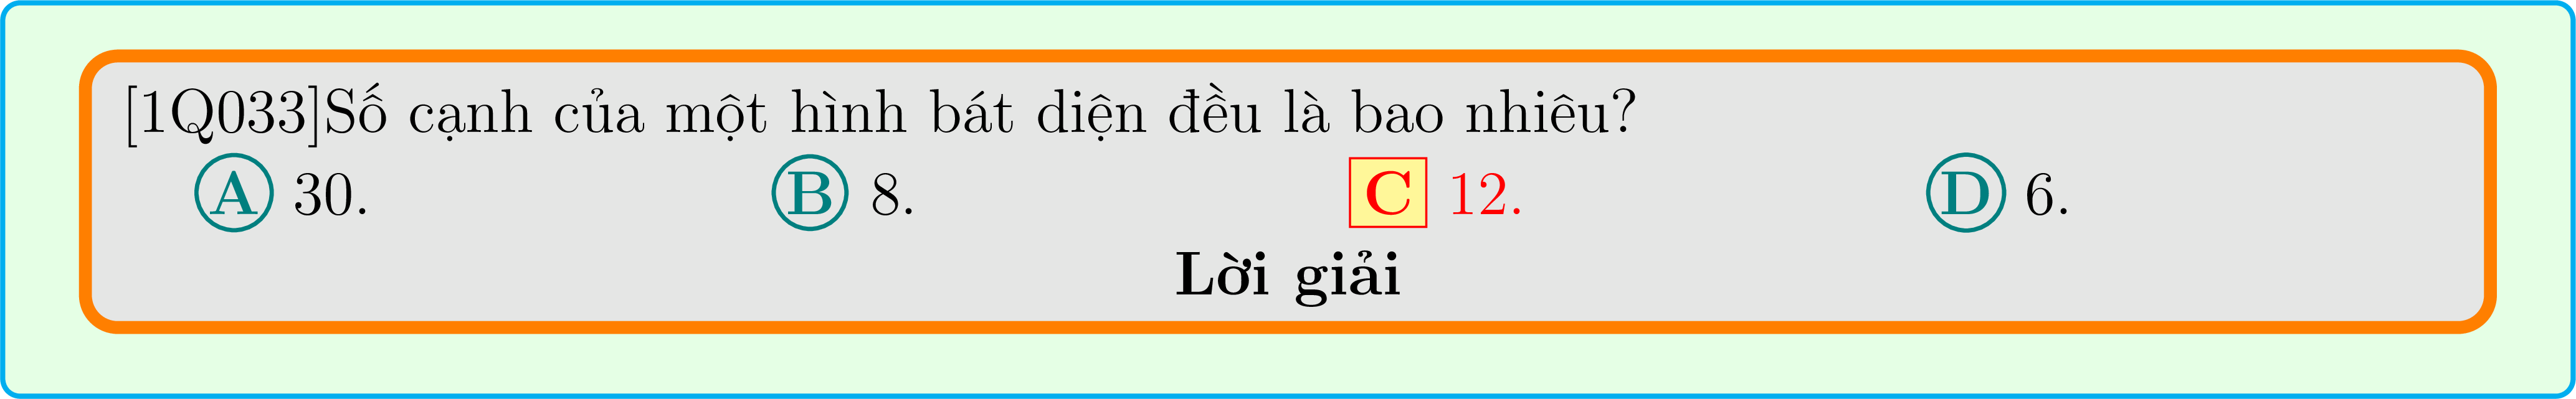 [1Q033]Số cạnh của một hình bát diện đều là bao nhiêu?
A 30. B 8. C 12. D 6.
Lời giải